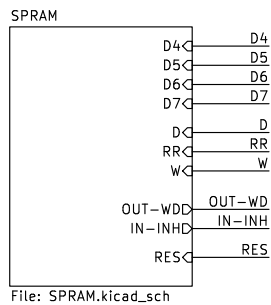 SPRAM
D4 D4
D5 D5
D6 D6
D7 D7
D D
RR RR
W W
OUT-WD OUT-WD
IN-INH IN-INH
RES RES
File: SPRAM.kicad_sch